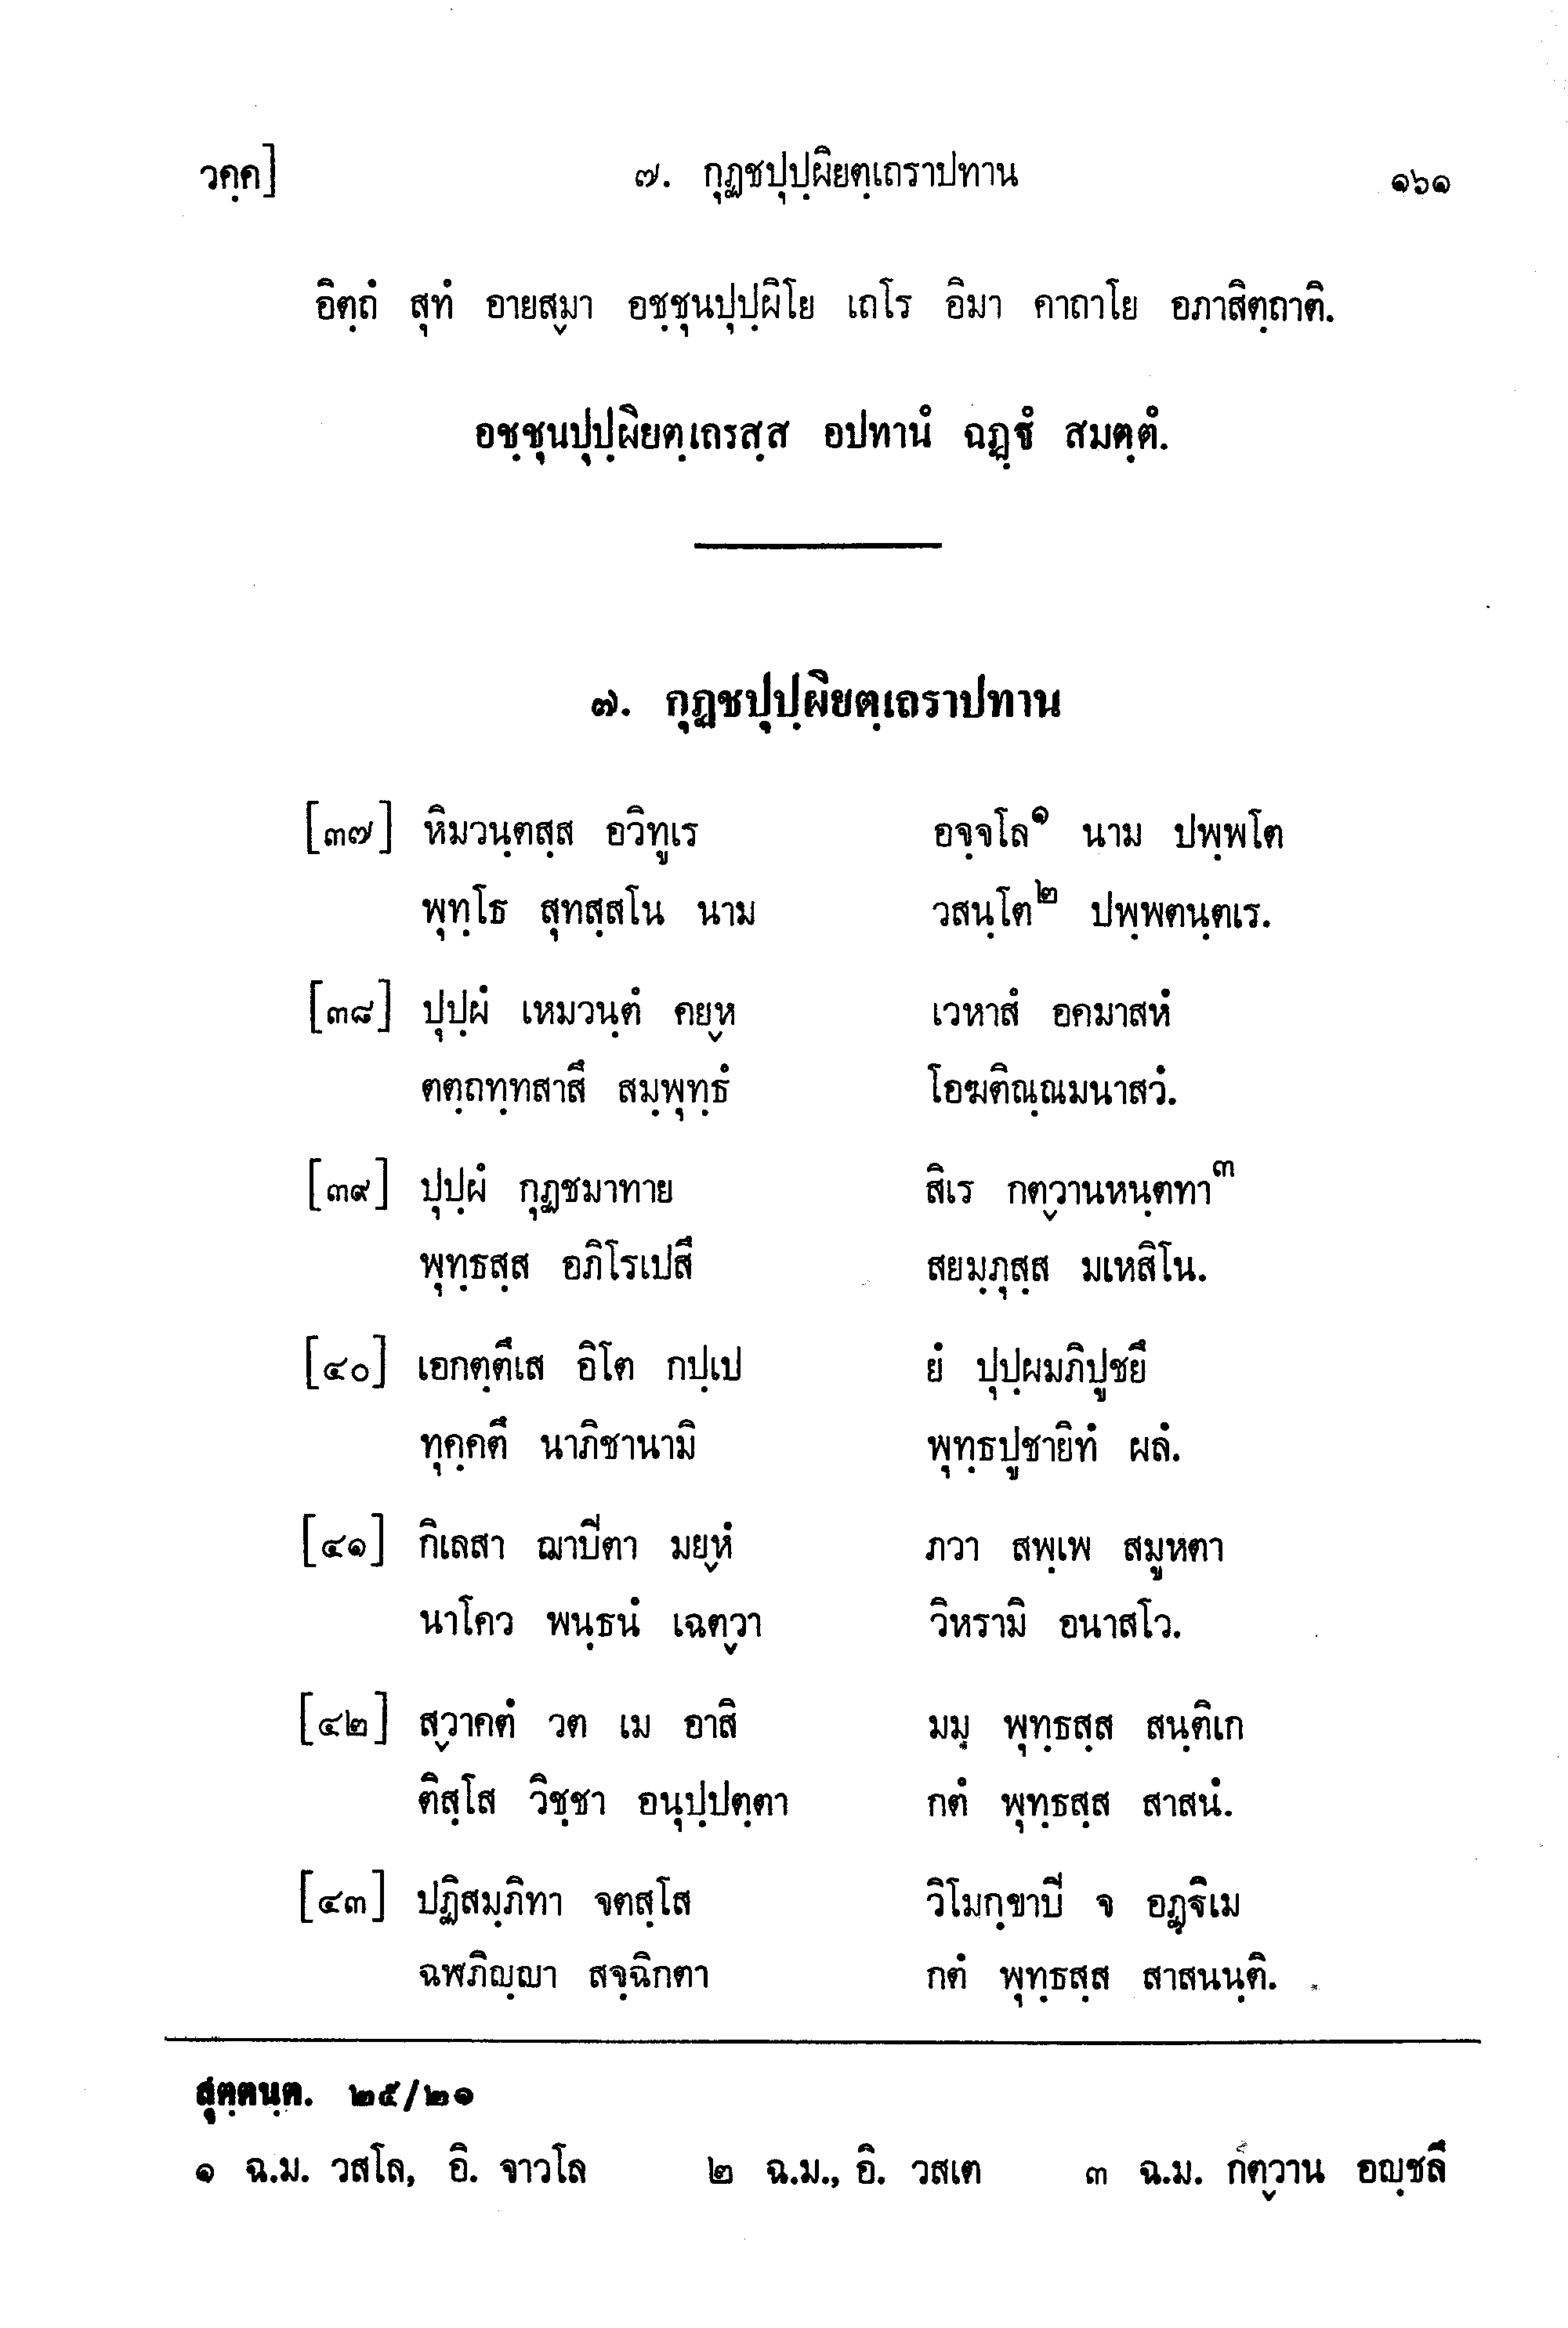 วคฺค] ๗. กุฏชปุปฺผิยตฺเถราปทาน ๑๖๑
อิตฺถํ สุทํ อายสฺมา อชฺชุนปุปฺผิโย เถโร อิมา คาถาโย อภาสิตฺถาติ.
อชฺชุนปุปฺผิยตฺเถรสฺส อปทานํ ฉฏฺฐํ สมตฺตํ.
๗. กุฏชปุปฺผิยตฺเถราปทาน
[๓๗] หิมวนฺตสฺส อวิทูเร อจฺจโล๑ นาม ปพฺพโต
พุทฺโธ สุทสฺสโน นาม วสนฺโต๒ ปพฺพตนฺตเร.
[๓๘] ปุปฺผํ เหมวนฺตํ คยฺห เวหาสํ อคมาสหํ
ตตฺถทฺทสาสึ สมฺพุทฺธํ โอฆติณฺณมนาสวํ.
[๓๙] ปุปฺผํ กุฏชมาทาย สิเร กตฺวานหนฺตทา๓
พุทฺธสฺส อภิโรเปสึ สยมฺภุสฺส มเหสิโน.
[๔๐] เอกตฺตึเส อิโต กปฺเป ยํ ปุปฺผมภิปูชยึ
ทุคฺคตึ นาภิชานามิ พุทฺธปูชายิทํ ผลํ.
[๔๑] กิเลสา ฌาปิตา มยฺหํ ภวา สพฺเพ สมูหตา
นาโคว พนฺธนํ เฉตฺวา วิหรามิ อนาสโว.
[๔๒] สฺวาคตํ วต เม อาสิ มม พุทฺธสฺส สนฺติเก
ติสฺโส วิชฺชา อนุปฺปตฺตา กตํ พุทฺธสฺส สาสนํ.
[๔๓] ปฏิสมฺภิทา จตสฺโส วิโมกฺขาปิ จ อฏฺฐิเม
ฉฬภิญฺญา สจฺฉิกตา กตํ พุทฺธสฺส สาสนนฺติ.
สุตฺตนฺต. ๒๕/๒๑
๑ ฉ.ม. วสโล, อิ. จาวโล ๒ ฉ.ม., อิ. วสเต ๓ ฉ.ม. กตฺวาน อญฺชลึ